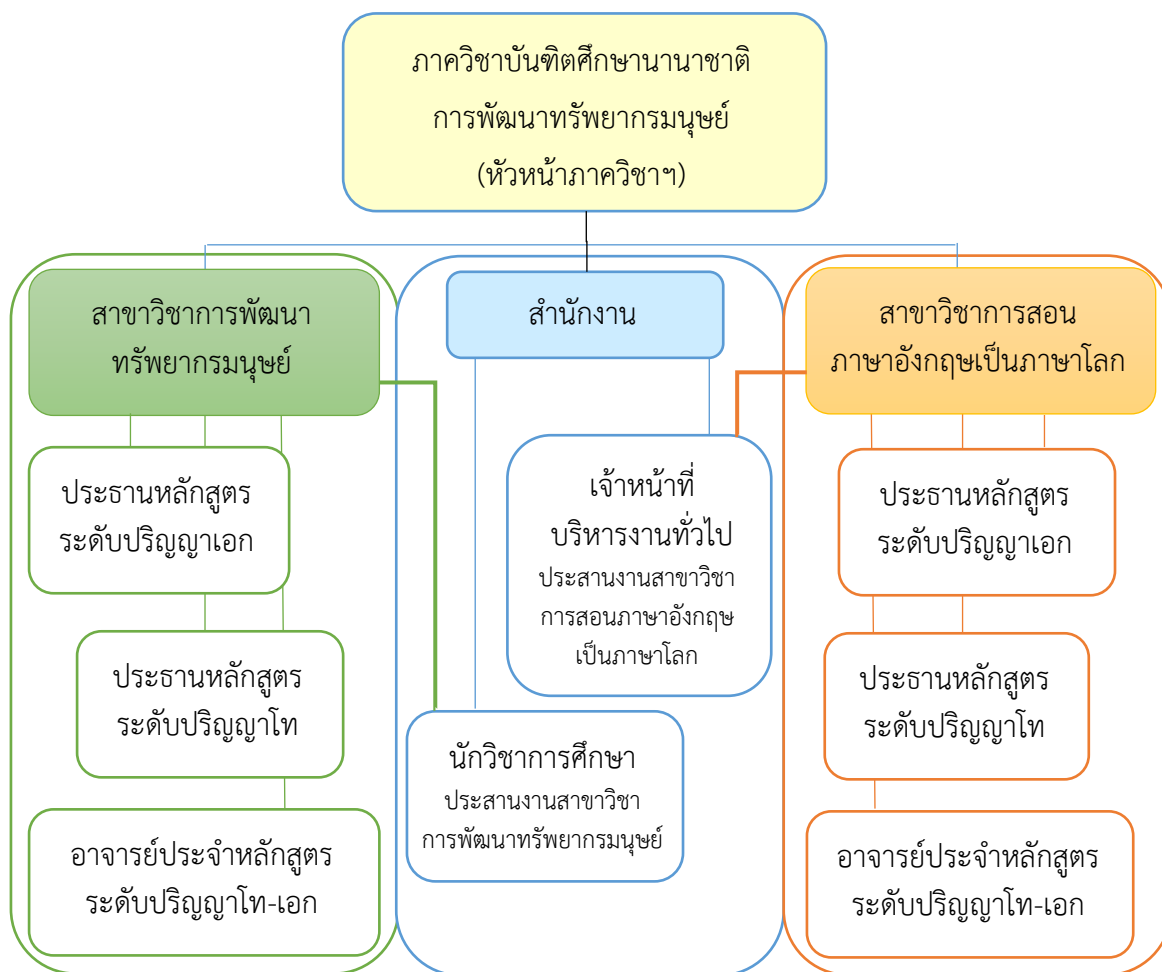 ภาควิชาบันฑิตศึกษานานาชาติ
การพัฒนาทรัพยากรมนุษย์
(หัวหน้าภาควิชาฯ)
สาขาวิชาการพัฒนา
ทรัพยากรมนุษย์
ประธานหลักสูตร
ระดับปริญญาเอก
ประธานหลักสูตร
ระดับปริญญาโท
อาจารย์ประจำหลักสูตร
ระดับปริญญาโท-เอก
สำนักงาน
เจ้าหน้าที่
บริหารงานทั่วไป
ประสานงานสาขาวิชา
การสอนภาษาอังกฤษ
เป็นภาษาโลก
นักวิชาการศึกษา
ประสานงานสาขาวิชา
การพัฒนาทรัพยากรมนุษย์
สาขาวิชาการสอน
ภาษาอังกฤษเป็นภาษาโลก
ประธานหลักสูตร
ระดับปริญญาเอก
ประธานหลักสูตร
ระดับปริญญาโท
อาจารย์ประจำหลักสูตร
ระดับปริญญาโท-เอก